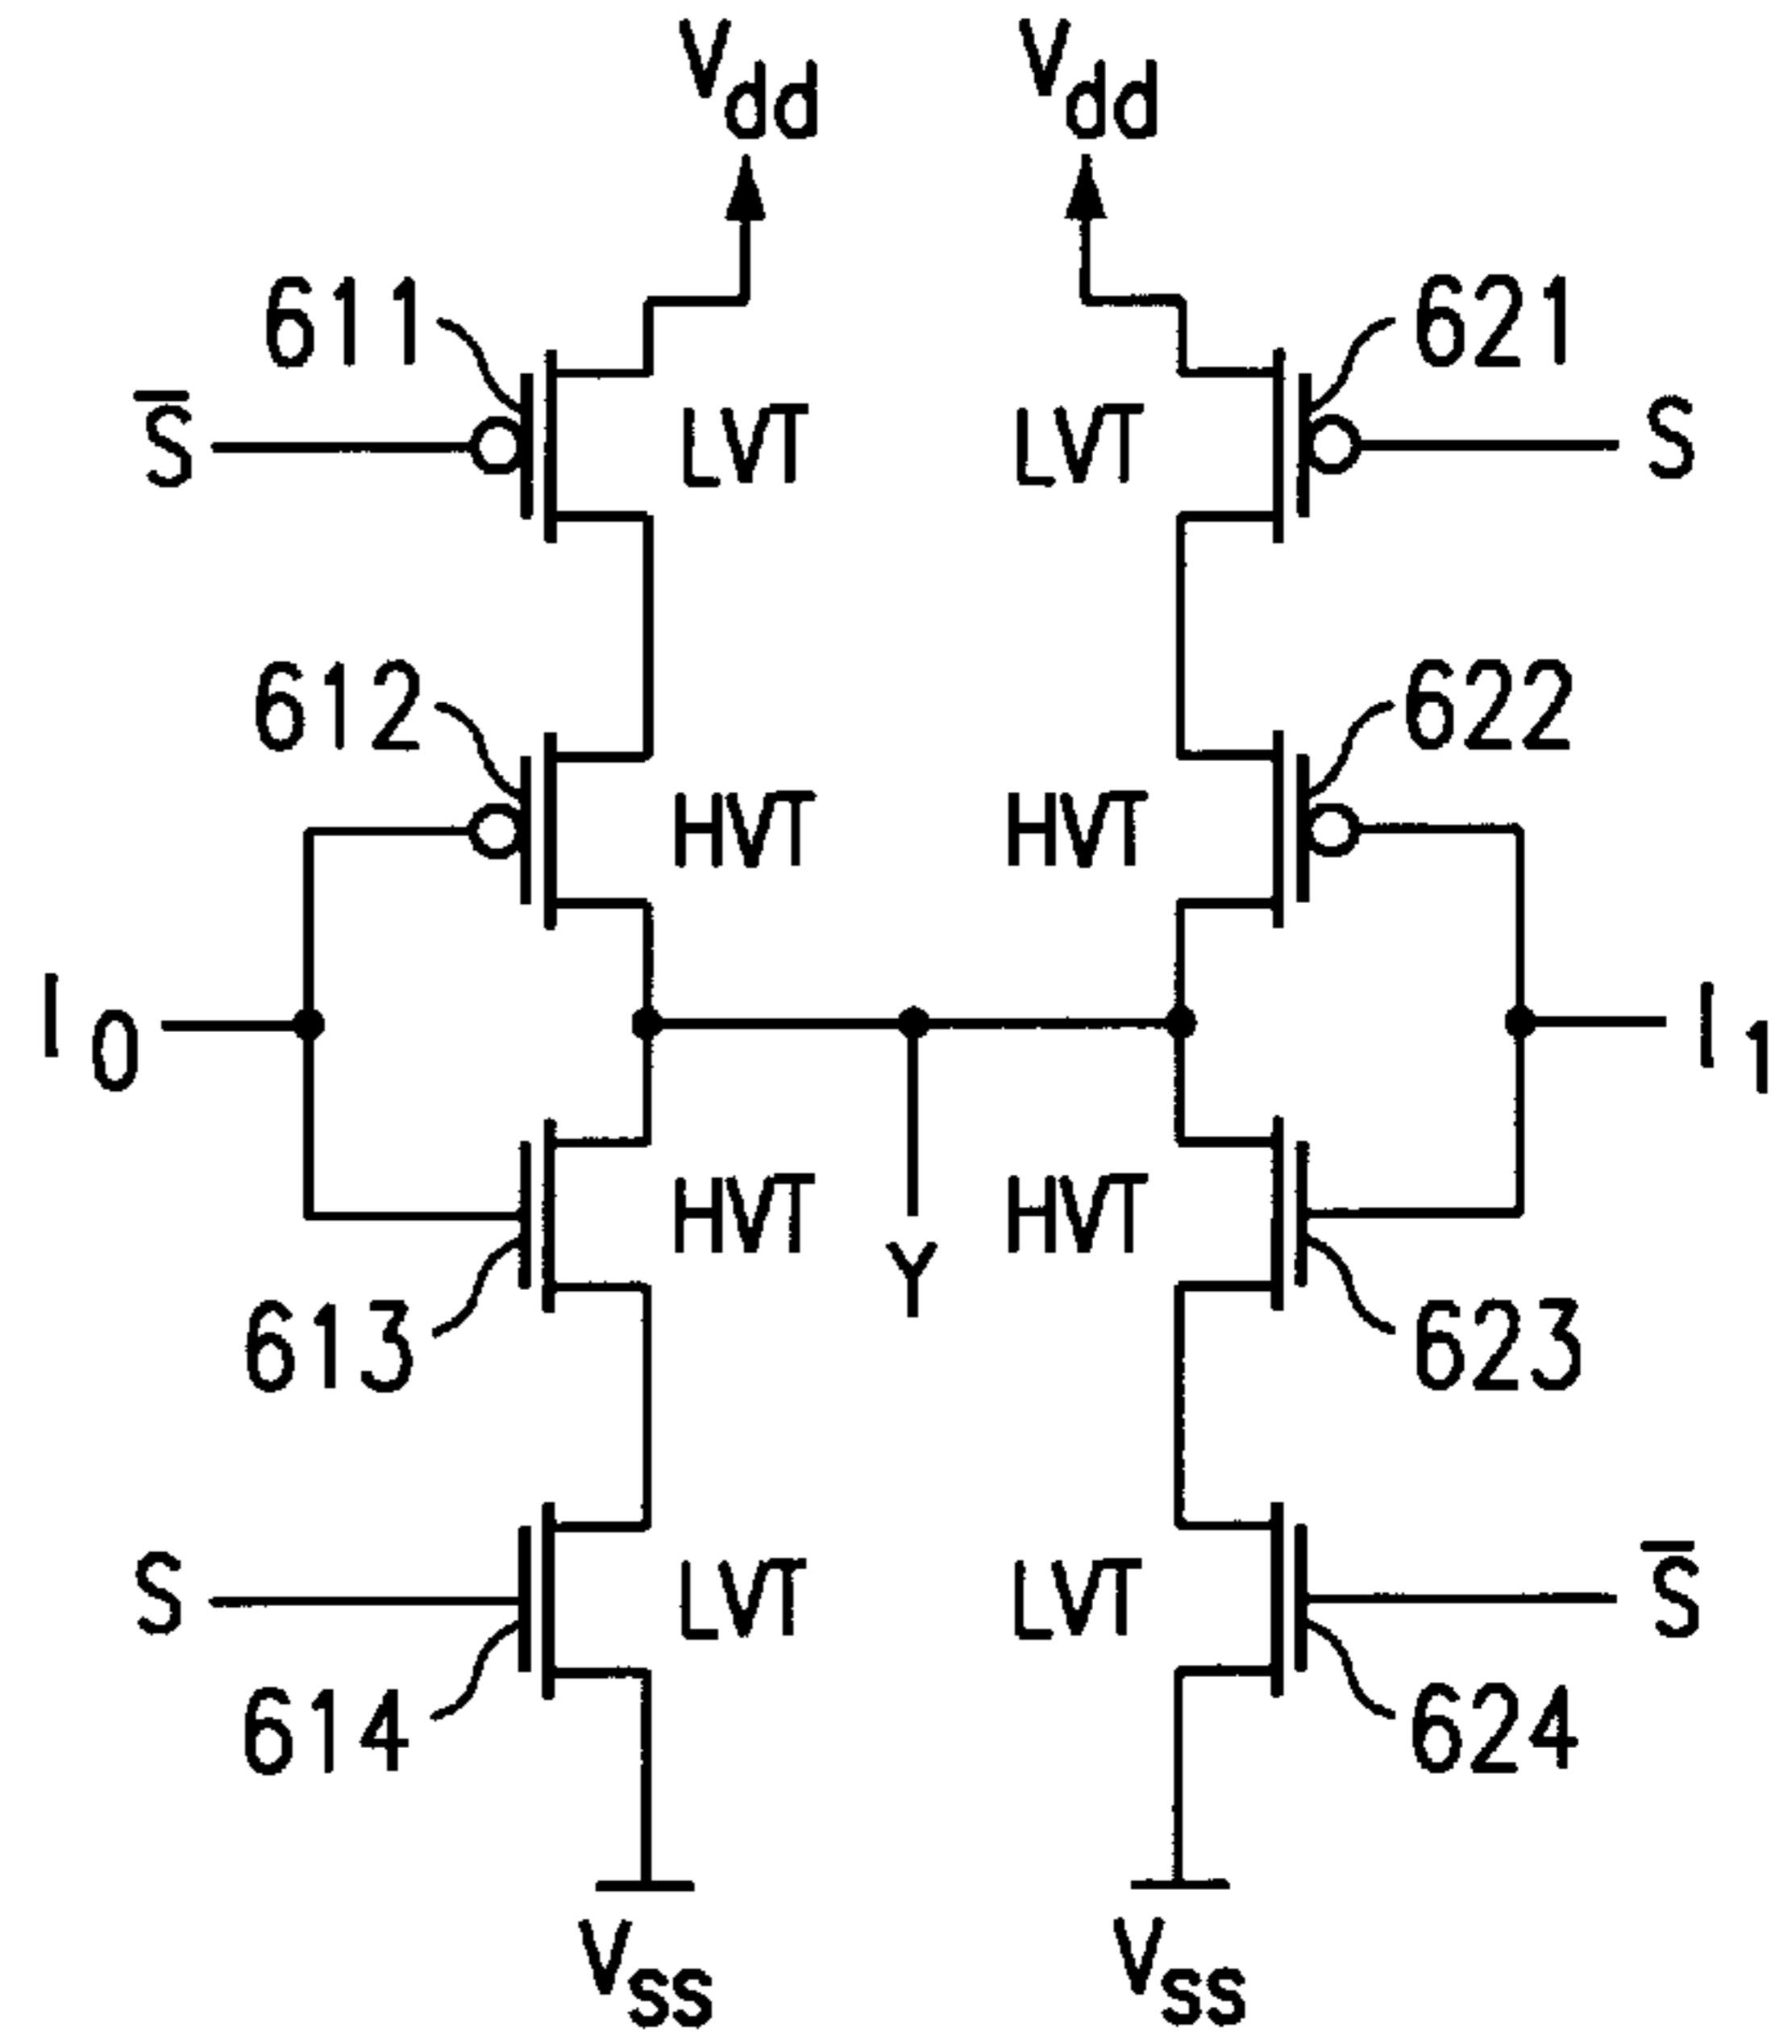 Vdd Vdd
611 621
S̅ LVT LVT S
612 622
HVT HVT
I0 I1
HVT HVT
Y
613 623
S LVT LVT S̅
614 624
Vss Vss